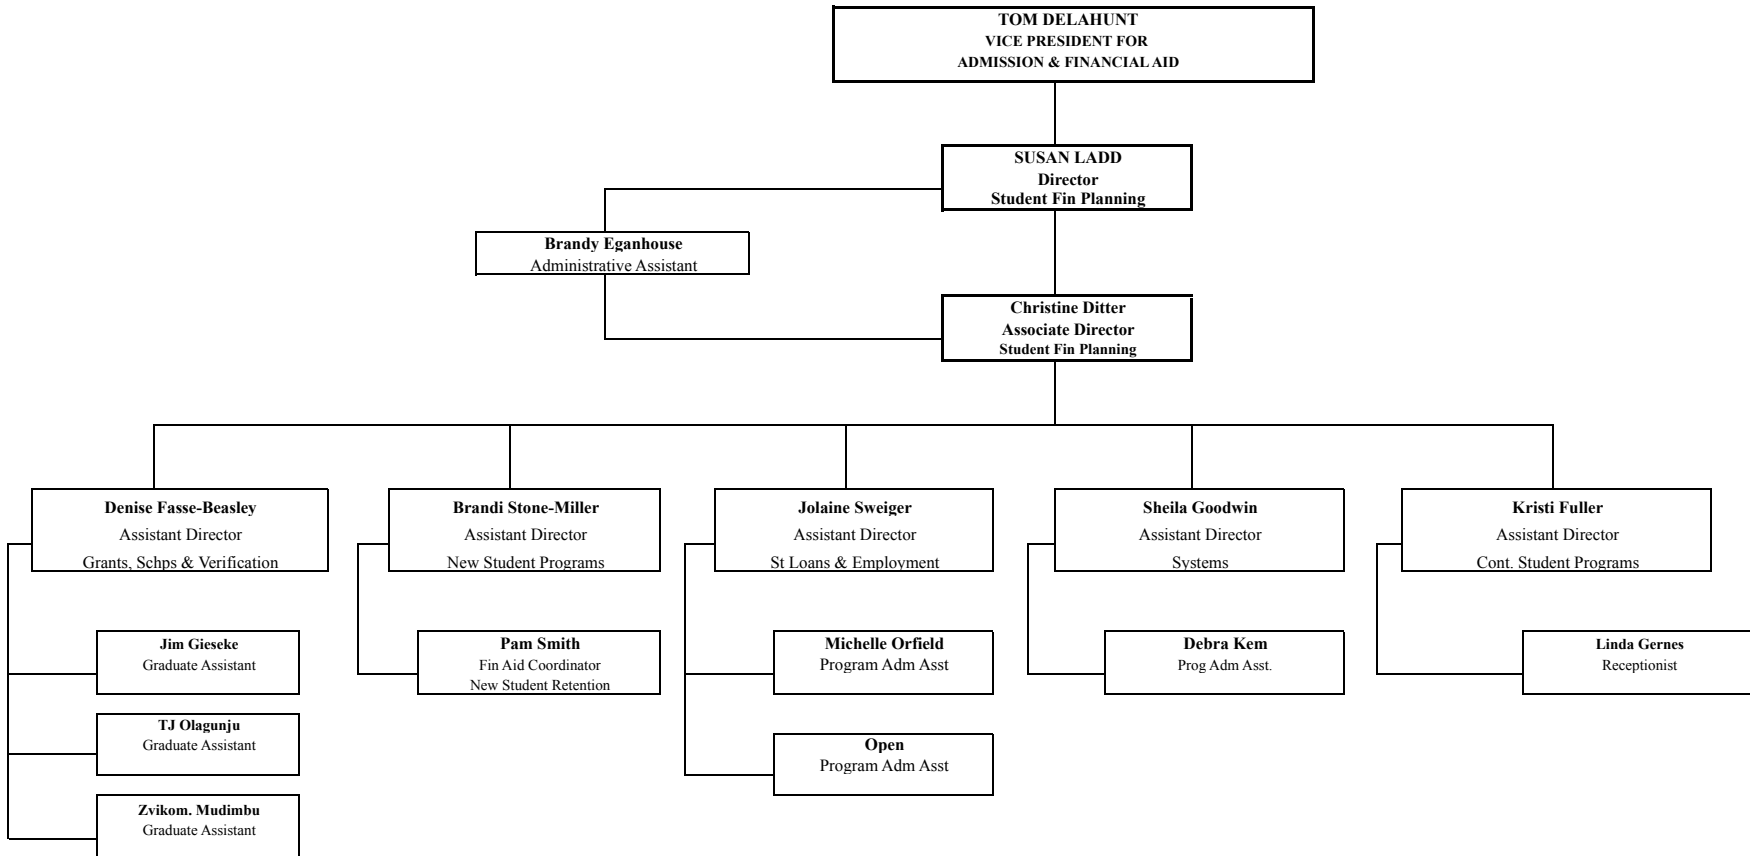 TOM DELAHUNT
VICE PRESIDENT FOR
ADMISSION & FINANCIAL AID
SUSAN LADD
Director
Student Fin Planning
Brandy Eganhouse
Administrative Assistant
Christine Ditter
Associate Director
Student Fin Planning
Denise Fasse-Beasley
Assistant Director
Grants, Schps & Verification
Brandi Stone-Miller
Assistant Director
New Student Programs
Jolaine Sweiger
Assistant Director
St Loans & Employment
Sheila Goodwin
Assistant Director
Systems
Kristi Fuller
Assistant Director
Cont. Student Programs
Jim Gieseke
Graduate Assistant
Pam Smith
Fin Aid Coordinator
New Student Retention
Michelle Orfield
Program Adm Asst
Debra Kem
Prog Adm Asst.
Linda Gernes
Receptionist
TJ Olagunju
Graduate Assistant
Open
Program Adm Asst
Zvikom. Mudimbu
Graduate Assistant